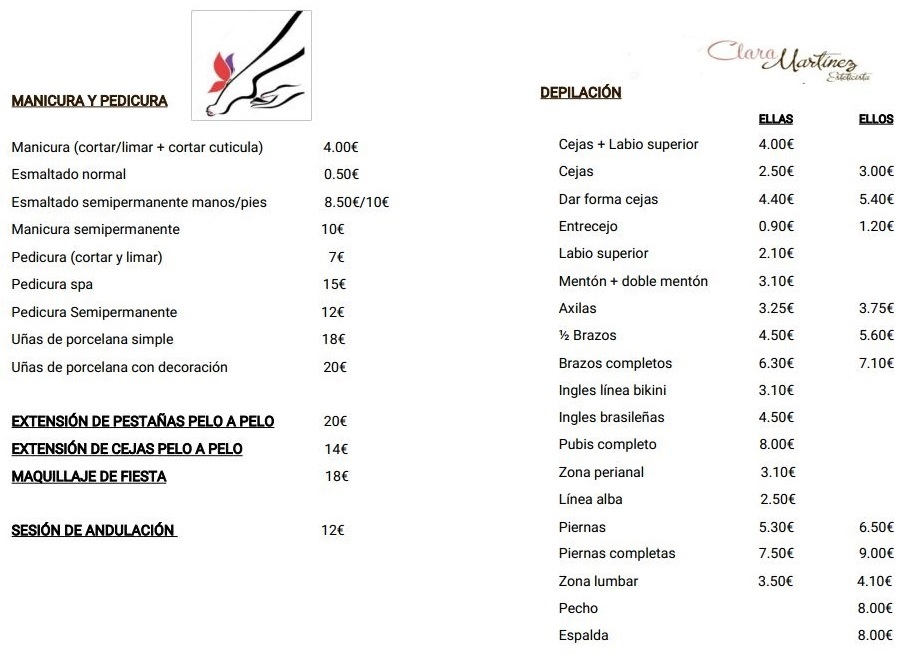 MANICURA Y PEDICURA
Manicura (cortar/limar + cortar cuticula) 4.00€
Esmaltado normal 0.50€
Esmaltado semipermanente manos/pies 8.50€/10€
Manicura semipermanente 10€
Pedicura (cortar y limar) 7€
Pedicura spa 15€
Pedicura Semipermanente 12€
Uñas de porcelana simple 18€
Uñas de porcelana con decoración 20€
EXTENSIÓN DE PESTAÑAS PELO A PELO 20€
EXTENSIÓN DE CEJAS PELO A PELO 14€
MAQUILLAJE DE FIESTA 18€
SESIÓN DE ANDULACIÓN 12€
Clara Martínez
Esteticista
DEPILACIÓN
ELLAS ELLOS
Cejas + Labio superior 4.00€
Cejas 2.50€ 3.00€
Dar forma cejas 4.40€ 5.40€
Entrecejo 0.90€ 1.20€
Labio superior 2.10€
Mentón + doble mentón 3.10€
Axilas 3.25€ 3.75€
½ Brazos 4.50€ 5.60€
Brazos completos 6.30€ 7.10€
Ingles línea bikini 3.10€
Ingles brasileñas 4.50€
Pubis completo 8.00€
Zona perianal 3.10€
Línea alba 2.50€
Piernas 5.30€ 6.50€
Piernas completas 7.50€ 9.00€
Zona lumbar 3.50€ 4.10€
Pecho 8.00€
Espalda 8.00€